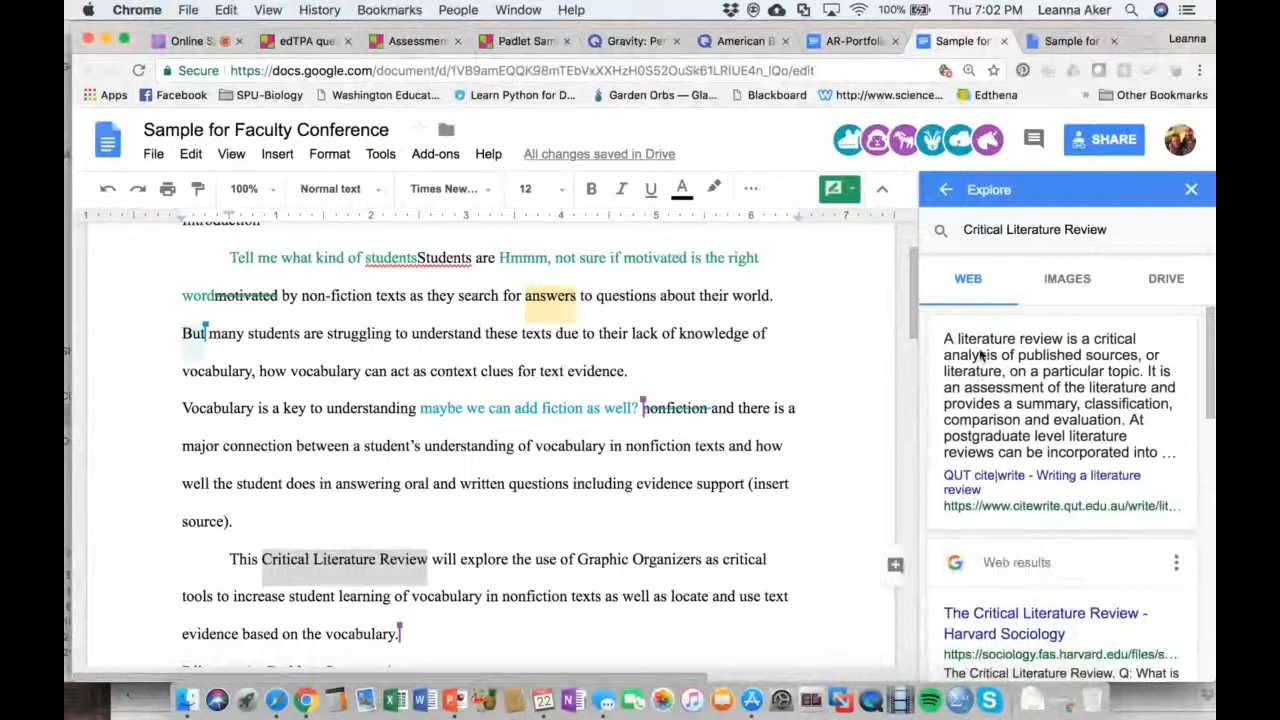 Chrome File Edit View History Bookmarks People Window Help 100% Thu 7:02 PM Leanna Aker
Online S edTPA que Assessment Padlet Sam Gravity: Per American B AR-Portfolio Sample for Sample for Leanna
Secure https://docs.google.com/document/d/1VB9amEQQK98mTEbVxXXHzH0S52OuSk61LRIUE4n_IQo/edit
Apps Facebook SPU-Biology Washington Educat... Learn Python for D... Garden Orbs — Gla... Blackboard http://www.science... Edthena » Other Bookmarks
Sample for Faculty Conference
SHARE
File Edit View Insert Format Tools Add-ons Help All changes saved in Drive
100% Normal text Times New... 12 B I U A ...
Explore
1 1 2 3 4 5 6 7
Critical Literature Review
WEB IMAGES DRIVE
Introduction
Tell me what kind of studentsStudents are Hmmm, not sure if motivated is the right
wordmotivated by non-fiction texts as they search for answers to questions about their world.
But many students are struggling to understand these texts due to their lack of knowledge of
vocabulary, how vocabulary can act as context clues for text evidence.
Vocabulary is a key to understanding maybe we can add fiction as well? nonfiction and there is a
major connection between a student's understanding of vocabulary in nonfiction texts and how
well the student does in answering oral and written questions including evidence support (insert
source).
This Critical Literature Review will explore the use of Graphic Organizers as critical
tools to increase student learning of vocabulary in nonfiction texts as well as locate and use text
evidence based on the vocabulary.
A literature review is a critical
analysis of published sources, or
literature, on a particular topic. It is
an assessment of the literature and
provides a summary, classification,
comparison and evaluation. At
postgraduate level literature
reviews can be incorporated into ...
QUT cite|write - Writing a literature
review
https://www.citewrite.qut.edu.au/write/lit...
Web results
The Critical Literature Review -
Harvard Sociology
https://sociology.fas.harvard.edu/files/s...
The Critical Literature Review. Q: What is
22